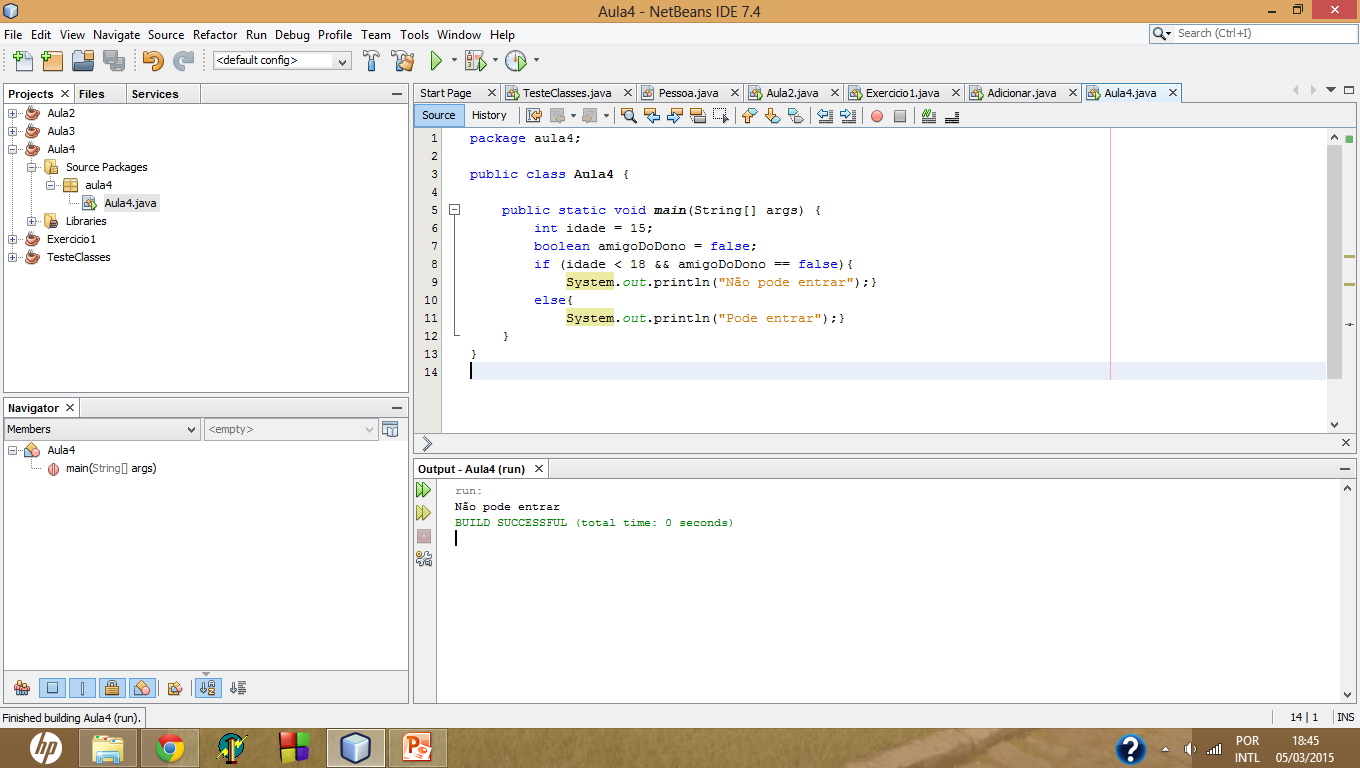 Aula4 - NetBeans IDE 7.4
File Edit View Navigate Source Refactor Run Debug Profile Team Tools Window Help
Search (Ctrl+I)
<default config>
Projects Files Services
Aula2
Aula3
Aula4
Source Packages
aula4
Aula4.java
Libraries
Exercicio1
TesteClasses
Navigator
Members
<empty>
Aula4
main(String[] args)
Start Page TesteClasses.java Pessoa.java Aula2.java Exercicio1.java Adicionar.java Aula4.java
Source History
1 package aula4;
2
3 public class Aula4 {
4
5 public static void main(String[] args) {
6 int idade = 15;
7 boolean amigoDoDono = false;
8 if (idade < 18 && amigoDoDono == false){
9 System.out.println("Não pode entrar");}
10 else{
11 System.out.println("Pode entrar");}
12 }
13 }
14
Output - Aula4 (run)
run:
Não pode entrar
BUILD SUCCESSFUL (total time: 0 seconds)
Finished building Aula4 (run).
14 | 1 INS
hp
POR
INTL
18:45
05/03/2015